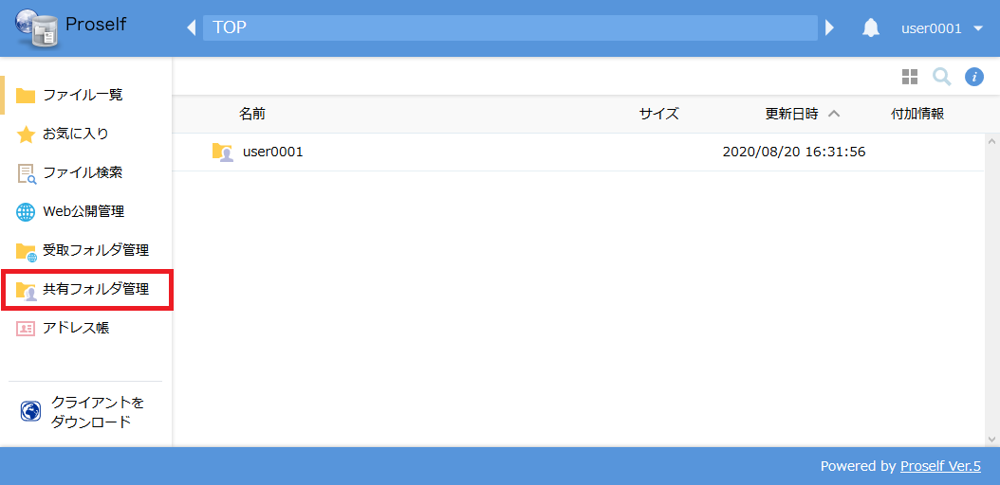 Proself
TOP
user0001
ファイル一覧
お気に入り
ファイル検索
Web公開管理
受取フォルダ管理
共有フォルダ管理
アドレス帳
クライアントを
ダウンロード
名前 サイズ 更新日時 付加情報
user0001 2020/08/20 16:31:56
Powered by Proself Ver.5